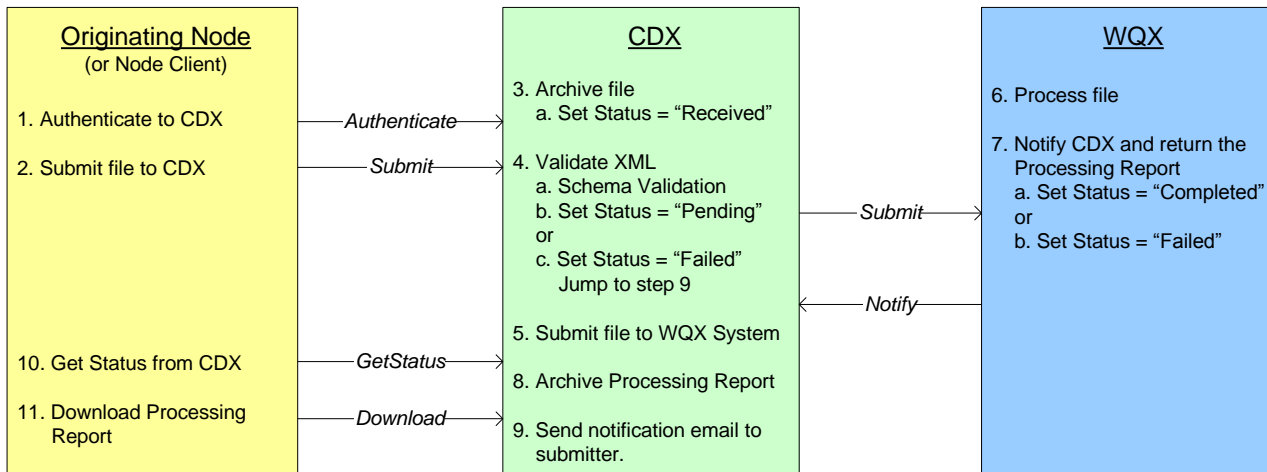 Originating Node
(or Node Client)
1. Authenticate to CDX
2. Submit file to CDX
10. Get Status from CDX
11. Download Processing
Report
Authenticate
Submit
GetStatus
Download
CDX
3. Archive file
a. Set Status = “Received”
4. Validate XML
a. Schema Validation
b. Set Status = “Pending”
or
c. Set Status = “Failed”
Jump to step 9
5. Submit file to WQX System
8. Archive Processing Report
9. Send notification email to
submitter.
Submit
Notify
WQX
6. Process file
7. Notify CDX and return the
Processing Report
a. Set Status = “Completed”
or
b. Set Status = “Failed”